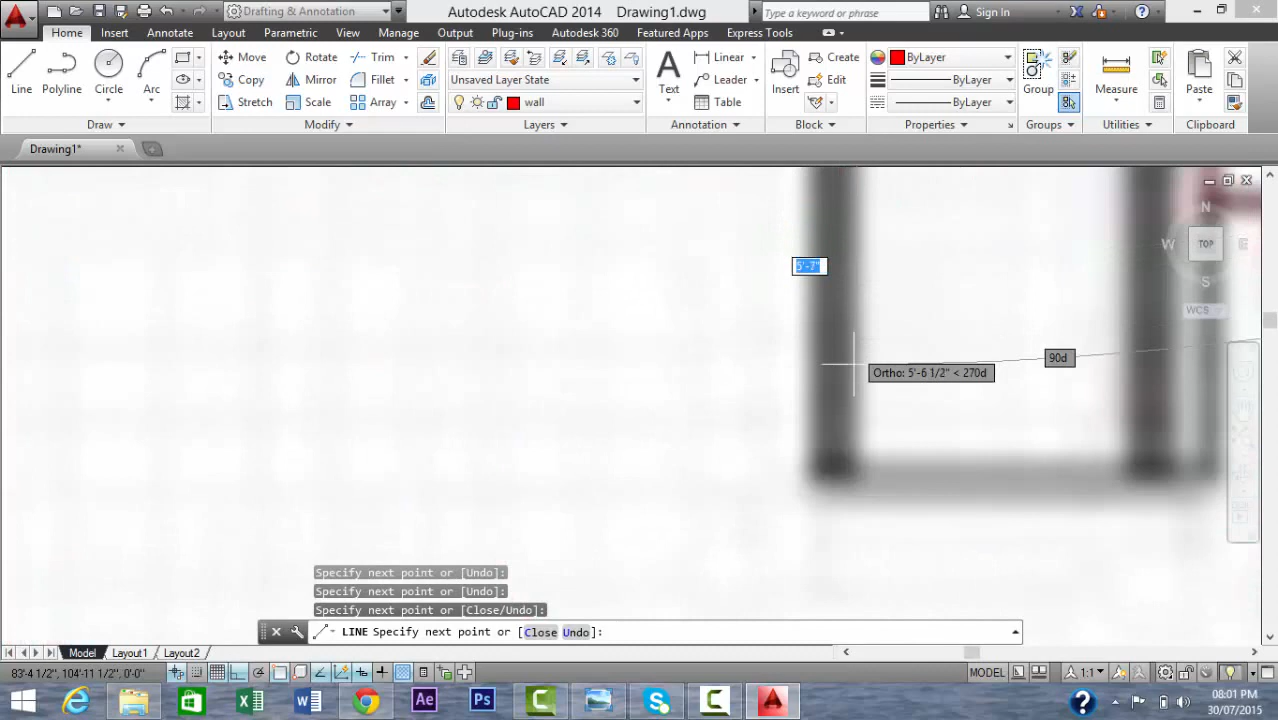 Drafting & Annotation
Autodesk AutoCAD 2014 Drawing1.dwg
Type a keyword or phrase
Sign In
Home Insert Annotate Layout Parametric View Manage Output Plug-ins Autodesk 360 Featured Apps Express Tools
Move Rotate Trim
Unsaved Layer State
Linear
Create
ByLayer
Line Polyline Circle Arc
Copy Mirror Fillet
Text
Leader
Insert
Edit
ByLayer
Group
Measure
Paste
Stretch Scale Array
wall
Table
ByLayer
Draw Modify Layers Annotation Block Properties Groups Utilities Clipboard
Drawing1*
N
W TOP E
S
WCS
5'-7"
90d
Ortho: 5'-6 1/2" < 270d
Specify next point or [Undo]:
Specify next point or [Undo]:
Specify next point or [Close/Undo]:
LINE Specify next point or [Close Undo]:
Model Layout1 Layout2
83'-4 1/2", 104'-11 1/2", 0'-0"
MODEL
1:1
Ae Ps
08:01 PM
30/07/2015